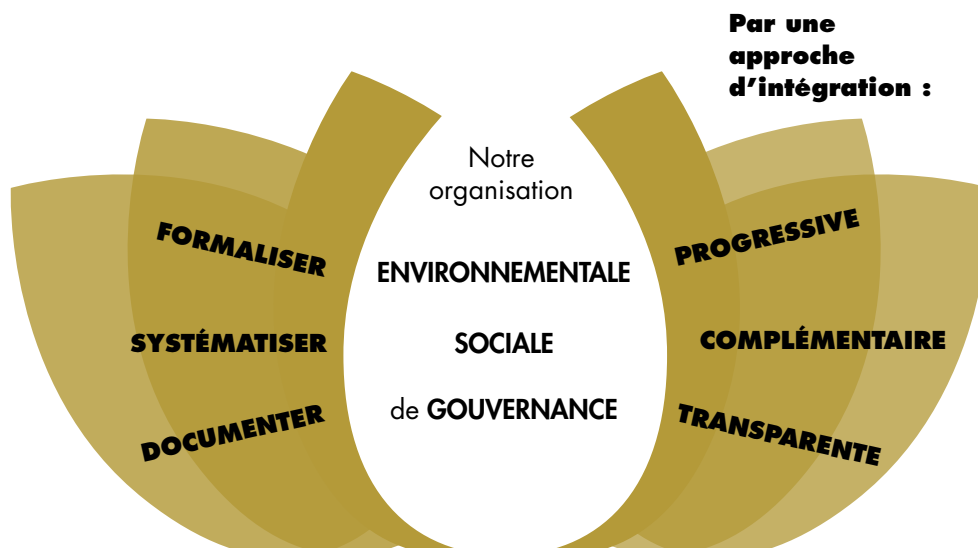 Par une
approche
d'intégration :
FORMALISER
SYSTÉMATISER
DOCUMENTER
Notre
organisation
ENVIRONNEMENTALE
SOCIALE
de GOUVERNANCE
PROGRESSIVE
COMPLÉMENTAIRE
TRANSPARENTE